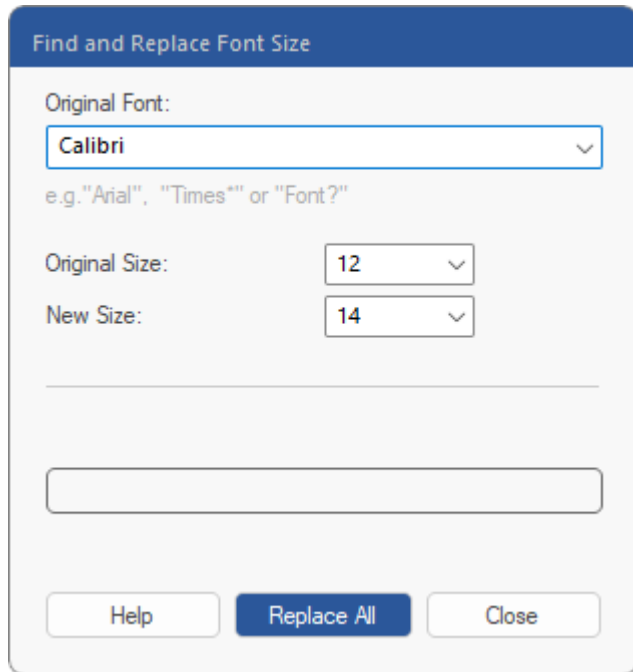 Find and Replace Font Size
Original Font:
Calibri
e.g."Arial", "Times*" or "Font?"
Original Size: 12
New Size: 14
Help Replace All Close